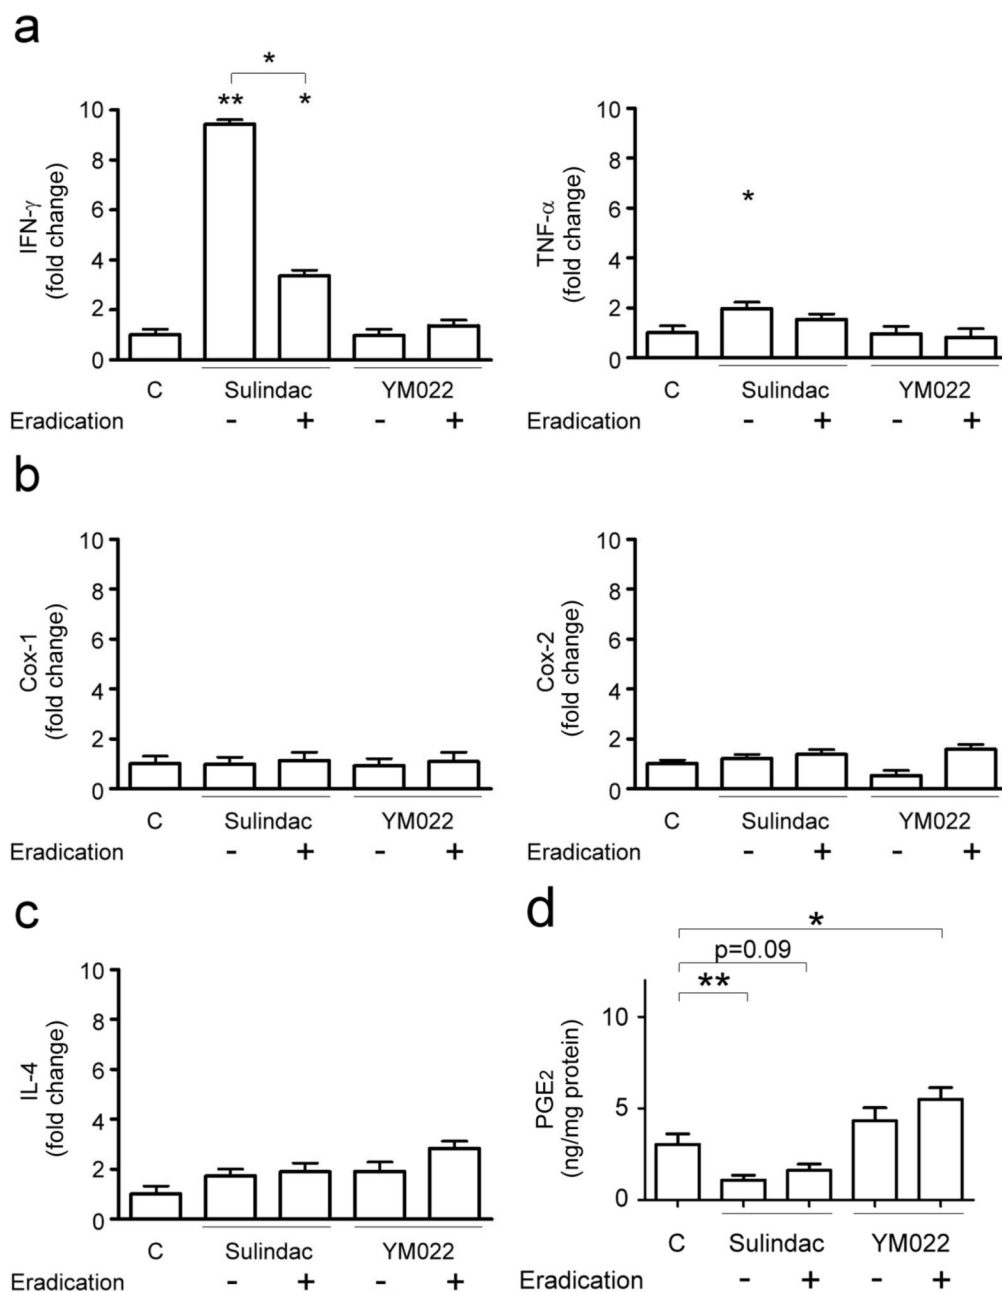 a
*
** *
10
8
6
4
2
0
IFN-γ
(fold change)
C Sulindac YM022
Eradication - + - +
*
10
8
6
4
2
0
TNF-α
(fold change)
C Sulindac YM022
Eradication - + - +
b
10
8
6
4
2
0
Cox-1
(fold change)
C Sulindac YM022
Eradication - + - +
10
8
6
4
2
0
Cox-2
(fold change)
C Sulindac YM022
Eradication - + - +
c
10
8
6
4
2
0
IL-4
(fold change)
C Sulindac YM022
Eradication - + - +
d
*
p=0.09
**
10
5
0
PGE2
(ng/mg protein)
C Sulindac YM022
Eradication - + - +